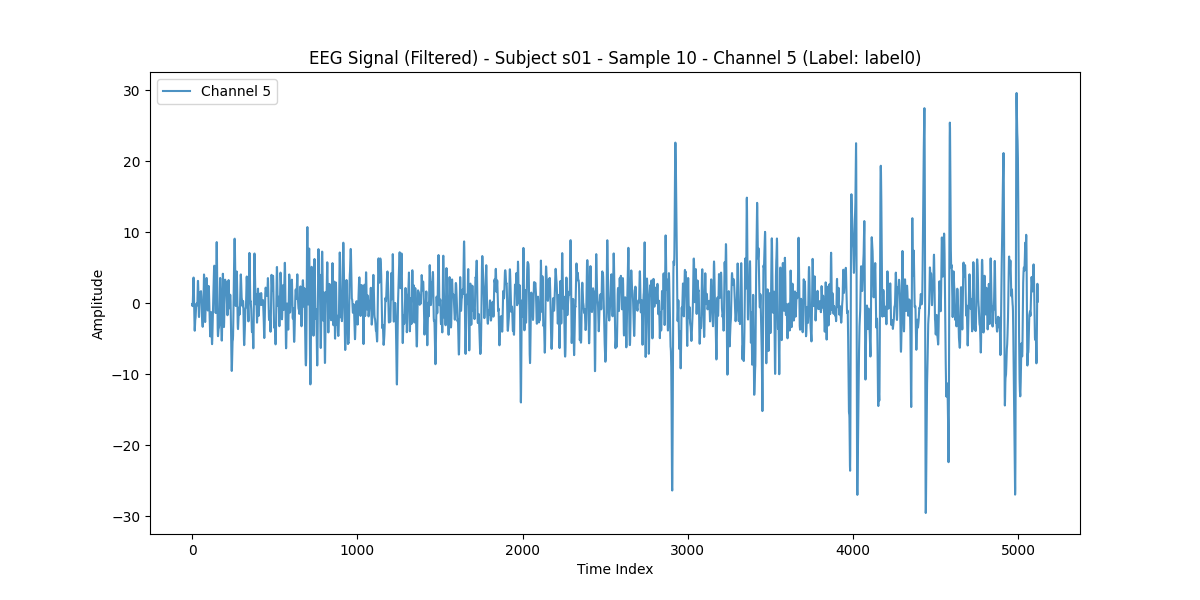 EEG Signal (Filtered) - Subject s01 - Sample 10 - Channel 5 (Label: label0)
Channel 5
30
20
10
0
−10
−20
−30
Amplitude
0 1000 2000 3000 4000 5000
Time Index